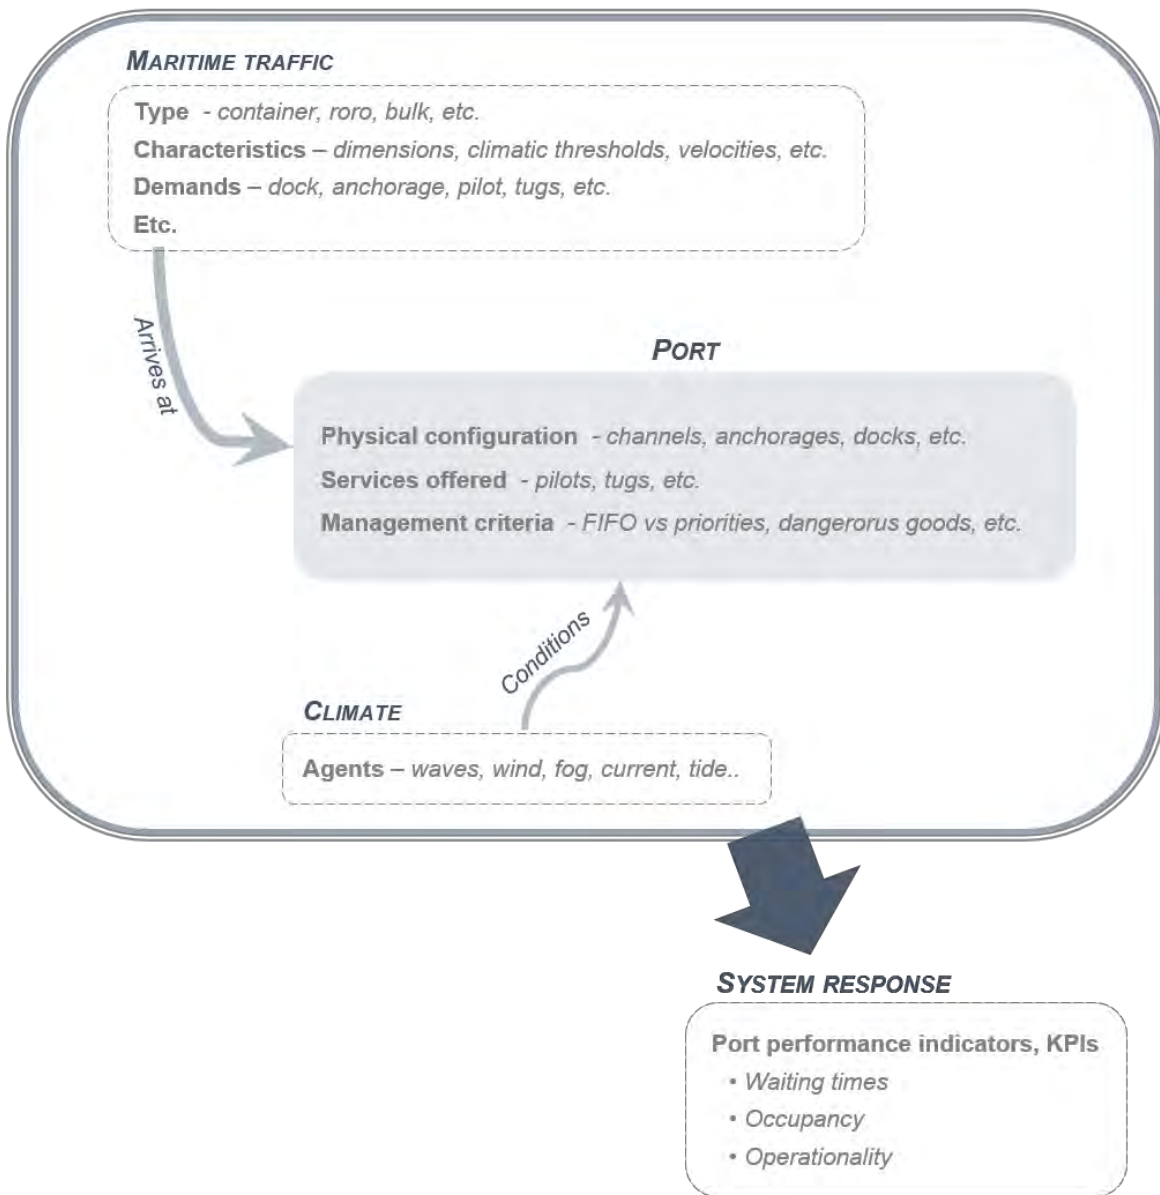 MARITIME TRAFFIC
Type - container, roro, bulk, etc.
Characteristics – dimensions, climatic thresholds, velocities, etc.
Demands – dock, anchorage, pilot, tugs, etc.
Etc.
Arrives at
PORT
Physical configuration - channels, anchorages, docks, etc.
Services offered - pilots, tugs, etc.
Management criteria - FIFO vs priorities, dangerorus goods, etc.
Conditions
CLIMATE
Agents – waves, wind, fog, current, tide..
SYSTEM RESPONSE
Port performance indicators, KPIs
• Waiting times
• Occupancy
• Operationality